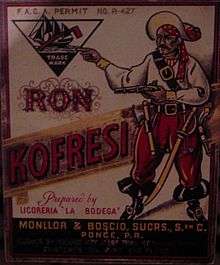 F.A.C.A. PERMIT NO. R-427
TRADE
MARK
RON
KOFRESI
Prepared by
LICORERIA "LA BODEGA"
MONLLOR & BOSCIO, SUCRS, S. EN C.
PONCE, P.R.